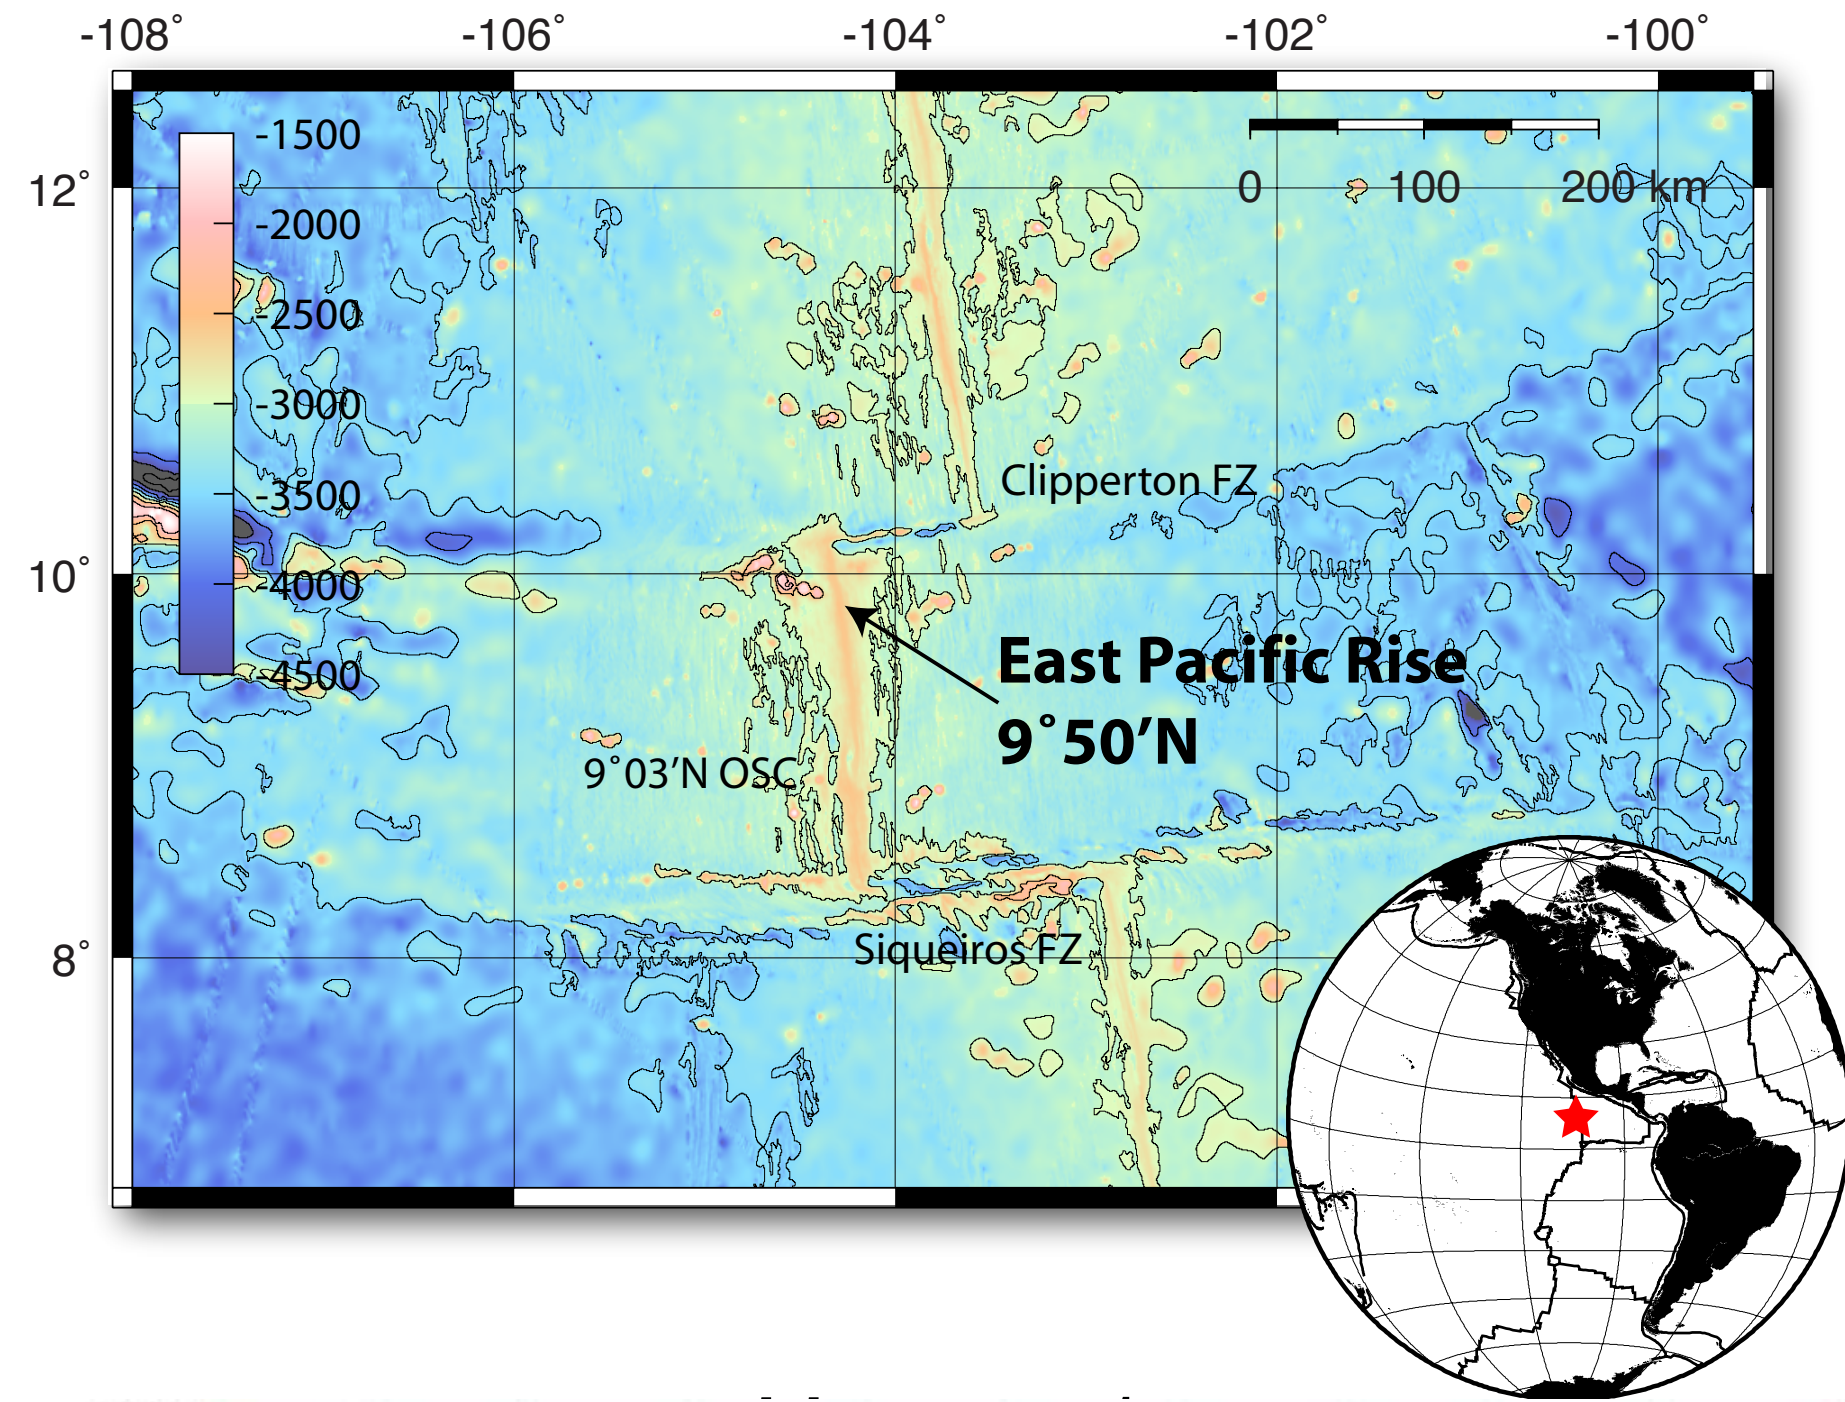 -108˚ -106˚ -104˚ -102˚ -100˚
-1500
12˚
0 100 200 km
-2000
-2500
-3000
Clipperton FZ
-3500
10˚
-4000
East Pacific Rise
-4500
9˚50’N
9˚03’N OSC
8˚
Siqueiros FZ